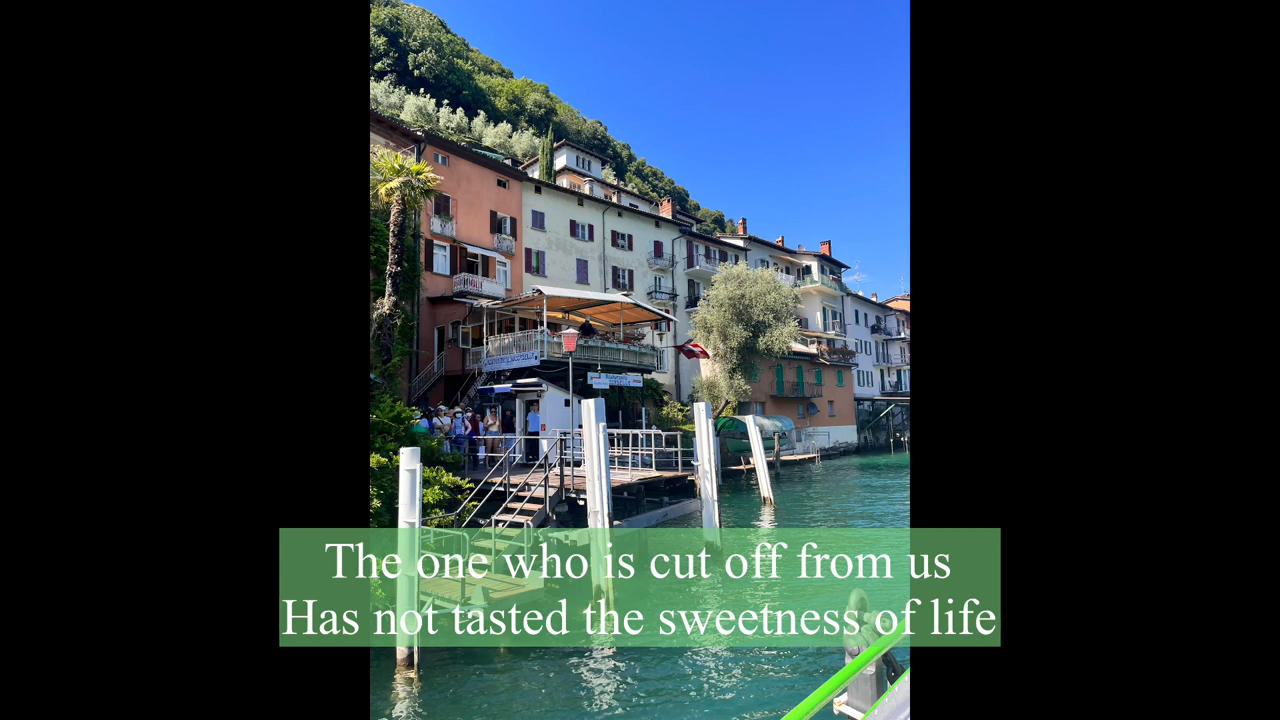 The one who is cut off from us
Has not tasted the sweetness of life